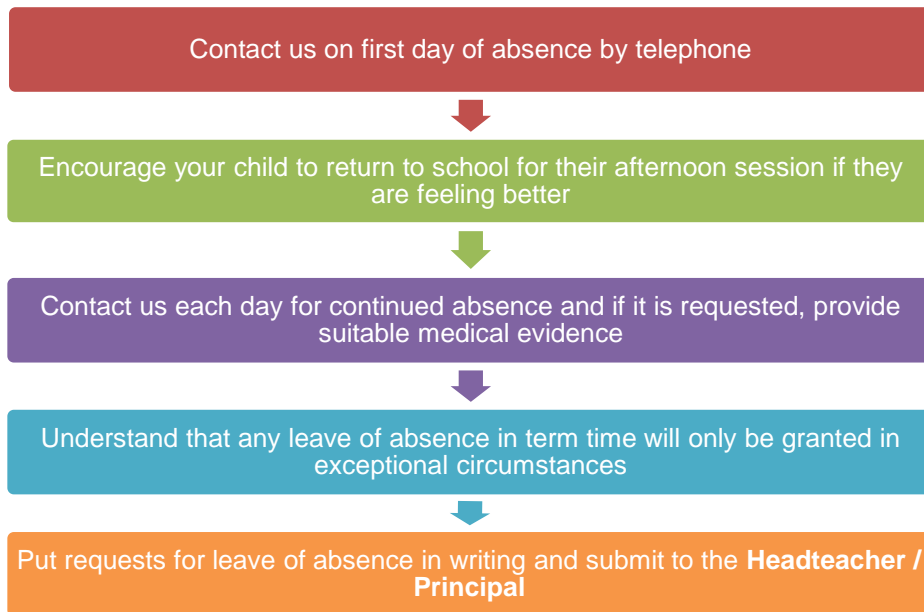 Contact us on first day of absence by telephone
Encourage your child to return to school for their afternoon session if they
are feeling better
Contact us each day for continued absence and if it is requested, provide
suitable medical evidence
Understand that any leave of absence in term time will only be granted in
exceptional circumstances
Put requests for leave of absence in writing and submit to the Headteacher /
Principal